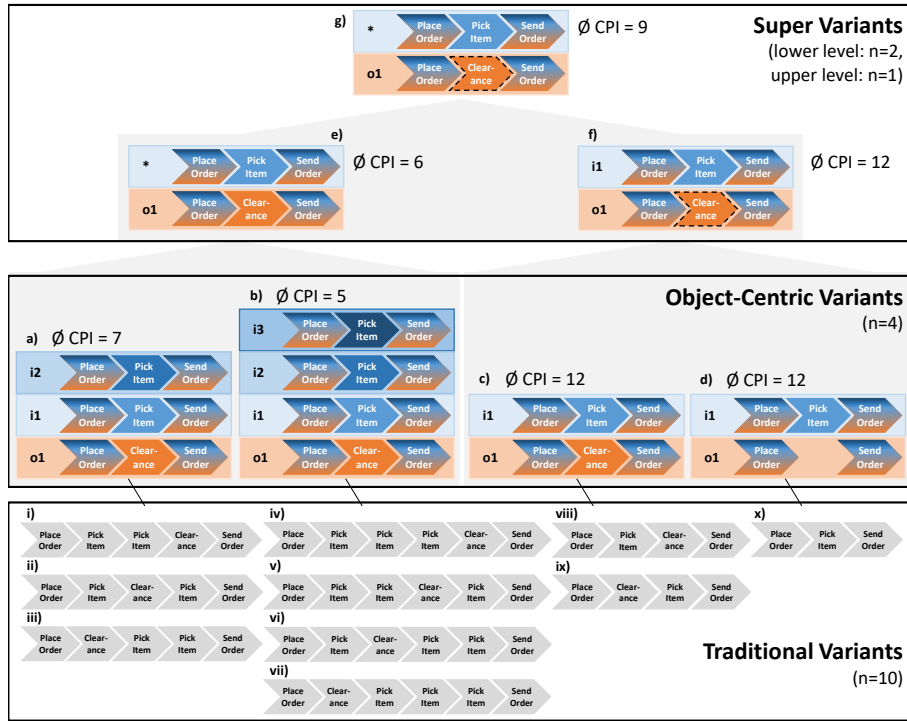 g)
* Place Order Pick Item Send Order
Ø CPI = 9
o1 Place Order Clear-ance Send Order
Super Variants
(lower level: n=2,
upper level: n=1)
e)
* Place Order Pick Item Send Order
Ø CPI = 6
o1 Place Order Clear-ance Send Order
f)
i1 Place Order Pick Item Send Order
Ø CPI = 12
o1 Place Order Clear-ance Send Order
Object-Centric Variants
(n=4)
a) Ø CPI = 7
i2 Place Order Pick Item Send Order
i1 Place Order Pick Item Send Order
o1 Place Order Clear-ance Send Order
b) Ø CPI = 5
i3 Place Order Pick Item Send Order
i2 Place Order Pick Item Send Order
i1 Place Order Pick Item Send Order
o1 Place Order Clear-ance Send Order
c) Ø CPI = 12
i1 Place Order Pick Item Send Order
o1 Place Order Clear-ance Send Order
d) Ø CPI = 12
i1 Place Order Pick Item Send Order
o1 Place Order Send Order
i)
Place Order Pick Item Pick Item Clear-ance Send Order
ii)
Place Order Pick Item Clear-ance Pick Item Send Order
iii)
Place Order Clear-ance Pick Item Pick Item Send Order
iv)
Place Order Pick Item Pick Item Pick Item Clear-ance Send Order
v)
Place Order Pick Item Pick Item Clear-ance Pick Item Send Order
vi)
Place Order Pick Item Clear-ance Pick Item Pick Item Send Order
vii)
Place Order Clear-ance Pick Item Pick Item Pick Item Send Order
viii)
Place Order Pick Item Clear-ance Send Order
ix)
Place Order Clear-ance Pick Item Send Order
x)
Place Order Pick Item Send Order
Traditional Variants
(n=10)